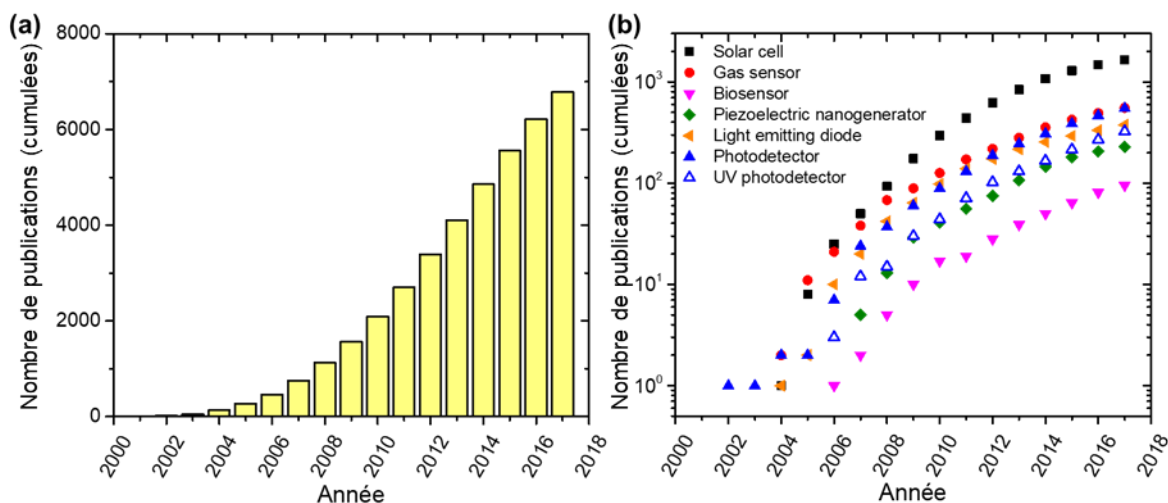 (a)
Nombre de publications (cumulées)
8000
6000
4000
2000
0
2000
2002
2004
2006
2008
2010
2012
2014
2016
2018
Année
(b)
Nombre de publications (cumulées)
10³
10²
10¹
10⁰
Solar cell
Gas sensor
Biosensor
Piezoelectric nanogenerator
Light emitting diode
Photodetector
UV photodetector
2000
2002
2004
2006
2008
2010
2012
2014
2016
2018
Année